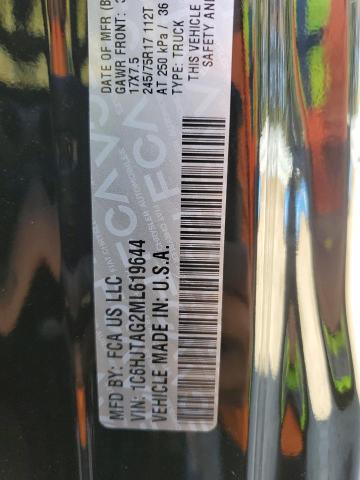 MFD. BY: FCA US LLC
DATE OF MFR
GAWR FRONT:
17X7.5
245/75R17 112T
AT 250 kPa / 36
VIN: 1C6HJTAG2ML619644
TYPE: TRUCK
VEHICLE MADE IN: U.S.A.
THIS VEHICLE
SAFETY AND